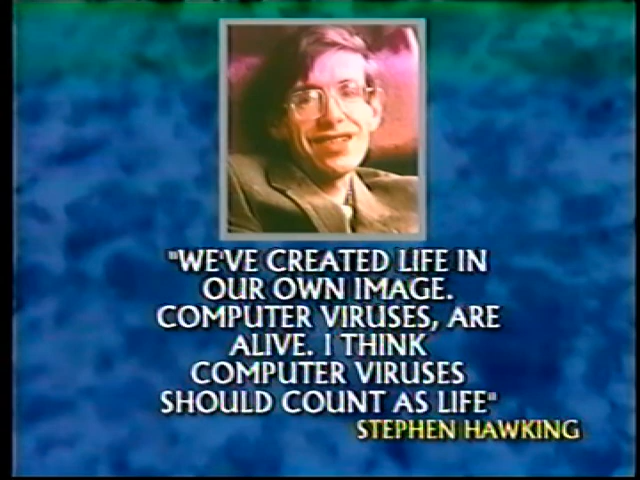 "WE'VE CREATED LIFE IN
OUR OWN IMAGE.
COMPUTER VIRUSES, ARE
ALIVE. I THINK
COMPUTER VIRUSES
SHOULD COUNT AS LIFE"
STEPHEN HAWKING